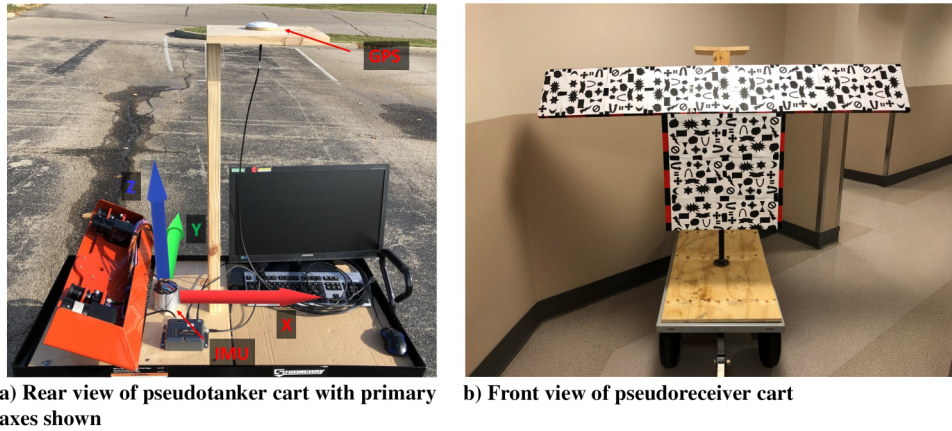 GPS
Z
Y
X
IMU
STRONGWAY
a) Rear view of pseudotanker cart with primary
axes shown
b) Front view of pseudoreceiver cart